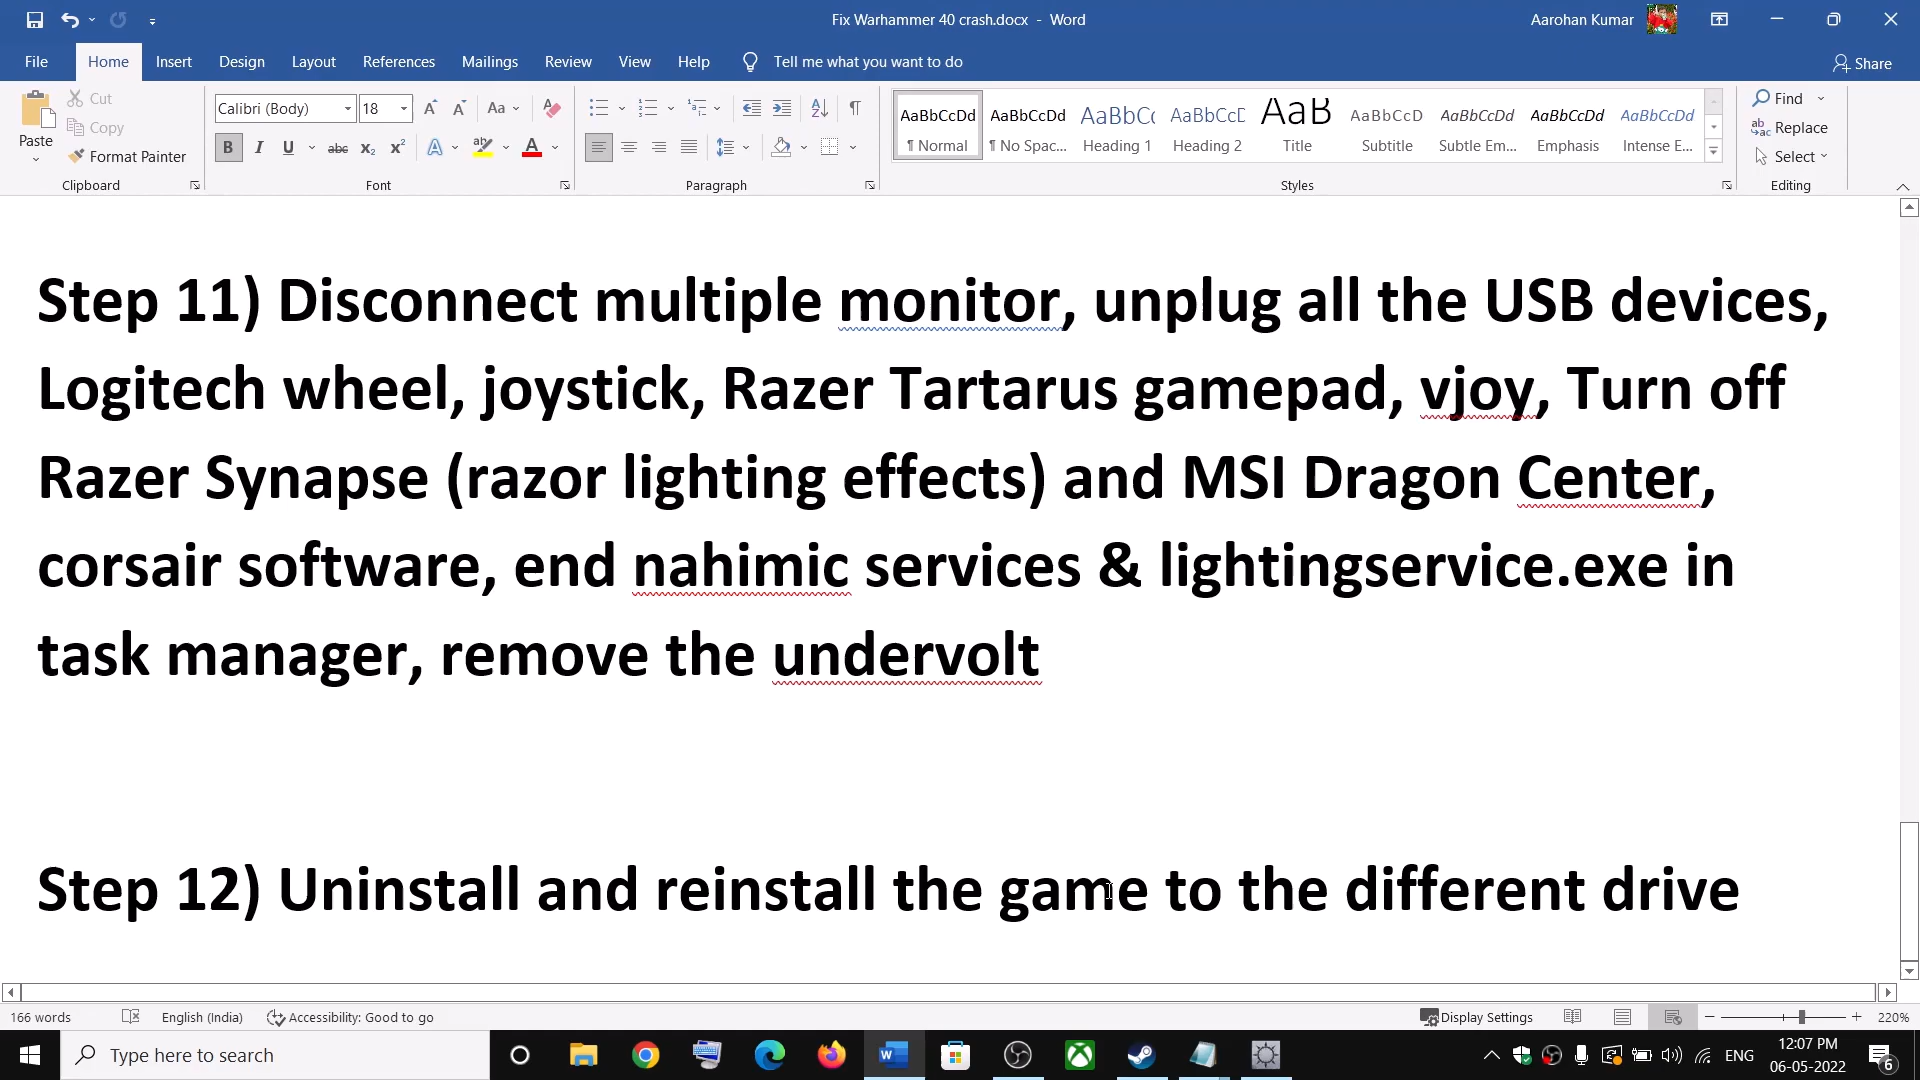 Fix Warhammer 40 crash.docx - Word
Aarohan Kumar
File Home Insert Design Layout References Mailings Review View Help Tell me what you want to do
Share
Paste
Cut
Copy
Format Painter
Clipboard
Calibri (Body) 18
Font
Paragraph
AaBbCcDd AaBbCcDd AaBbC AaBbCcD AaB AaBbCcD AaBbCcDd AaBbCcDd AaBbCcDd
¶ Normal ¶ No Spac... Heading 1 Heading 2 Title Subtitle Subtle Em... Emphasis Intense E...
Styles
Find
Replace
Select
Editing
Step 11) Disconnect multiple monitor, unplug all the USB devices,
Logitech wheel, joystick, Razer Tartarus gamepad, vjoy, Turn off
Razer Synapse (razor lighting effects) and MSI Dragon Center,
corsair software, end nahimic services & lightingservice.exe in
task manager, remove the undervolt
Step 12) Uninstall and reinstall the game to the different drive
166 words English (India) Accessibility: Good to go Display Settings 220%
Type here to search
ENG
12:07 PM
06-05-2022
6